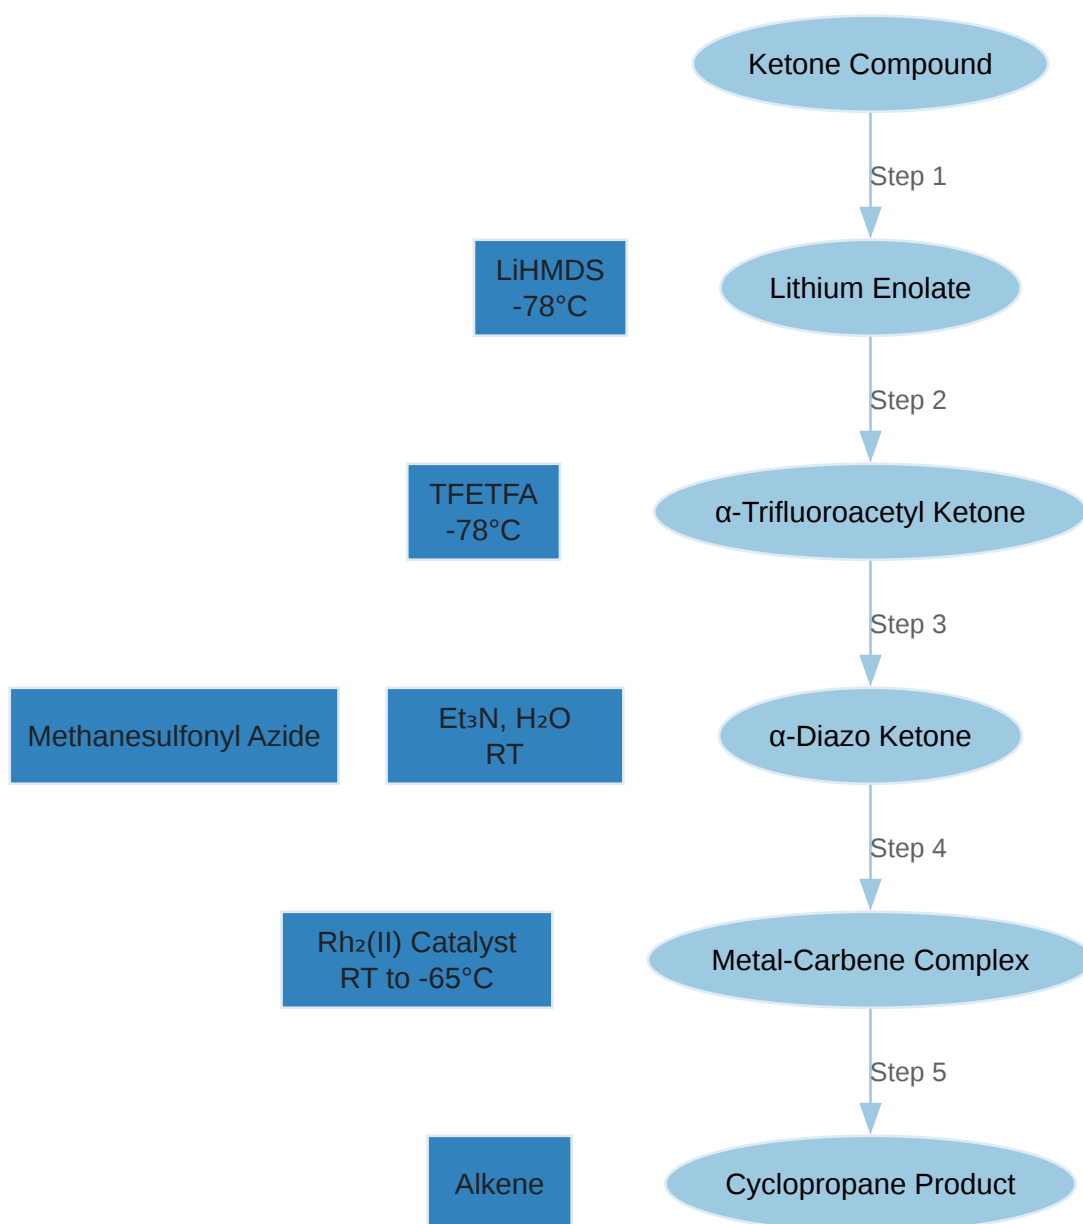 Ketone Compound
Step 1
LiHMDS
-78°C
Lithium Enolate
Step 2
TFETFA
-78°C
α-Trifluoroacetyl Ketone
Step 3
Methanesulfonyl Azide
Et₃N, H₂O
RT
α-Diazo Ketone
Step 4
Rh₂(II) Catalyst
RT to -65°C
Metal-Carbene Complex
Step 5
Alkene
Cyclopropane Product